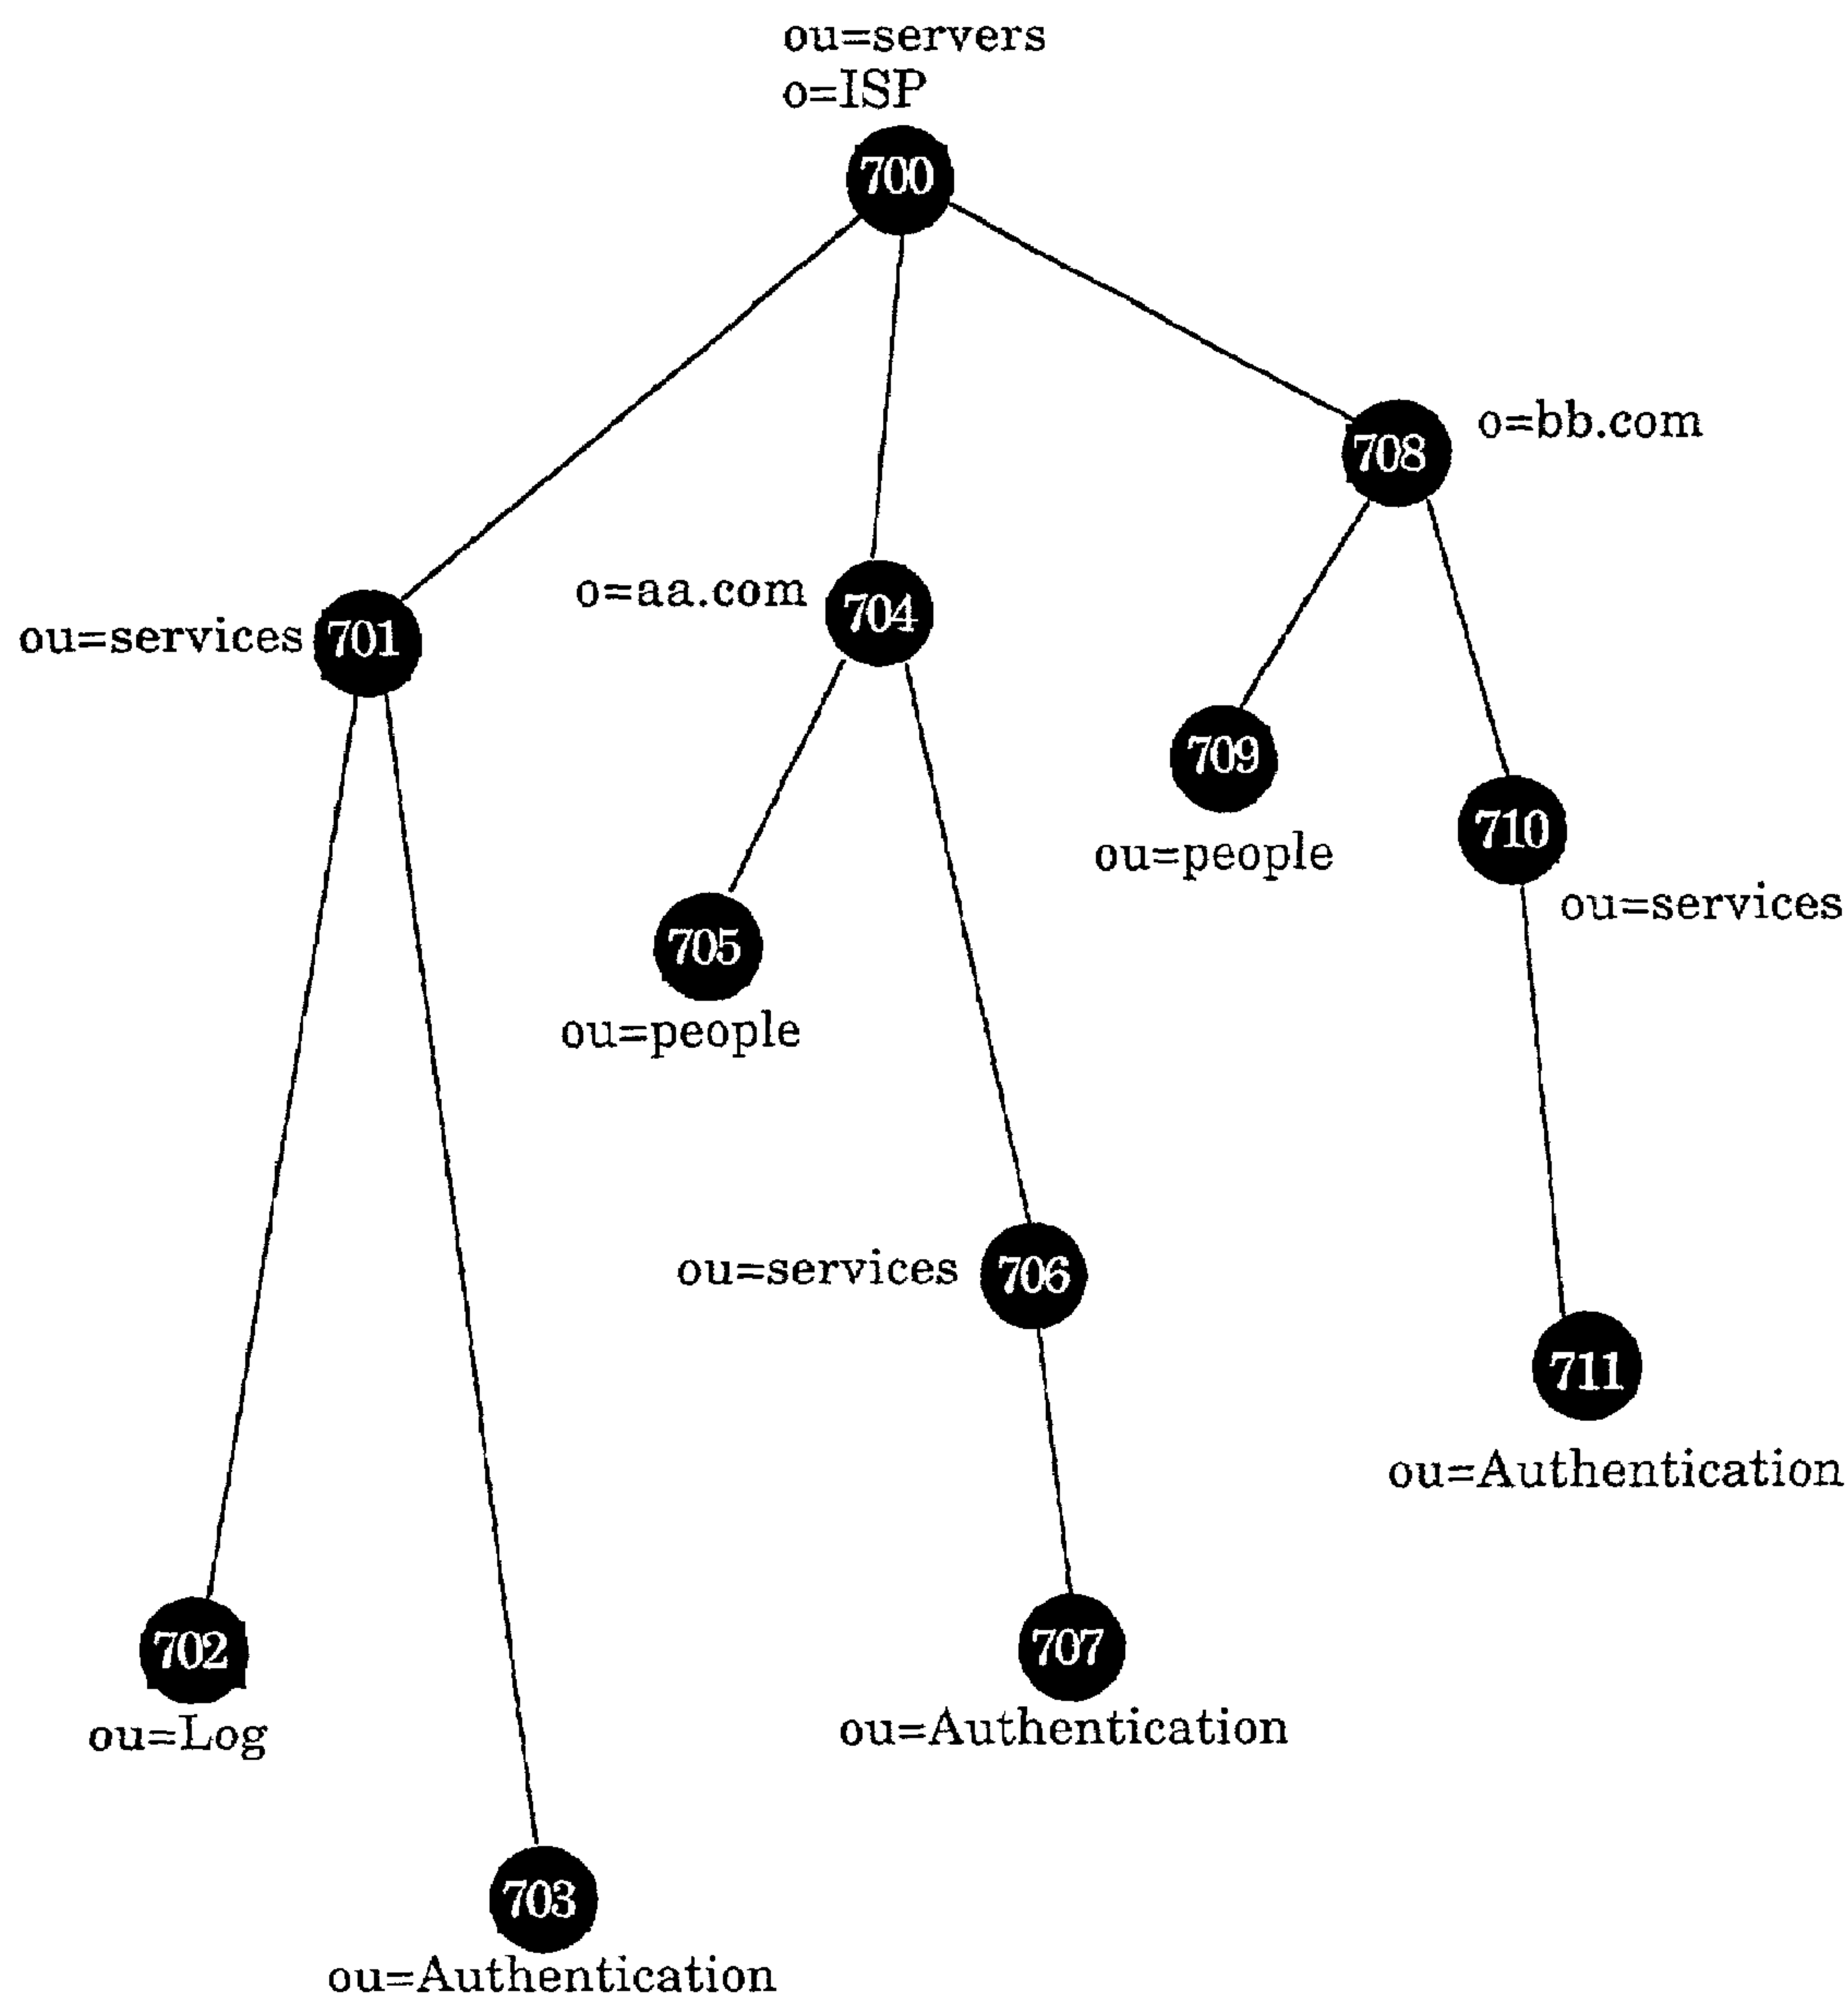 ou=servers
o=ISP
700
o=bb.com
708
o=aa.com
704
ou=services
701
709
ou=people
710
ou=services
705
ou=people
ou=services
706
711
ou=Authentication
702
ou=Log
707
ou=Authentication
703
ou=Authentication